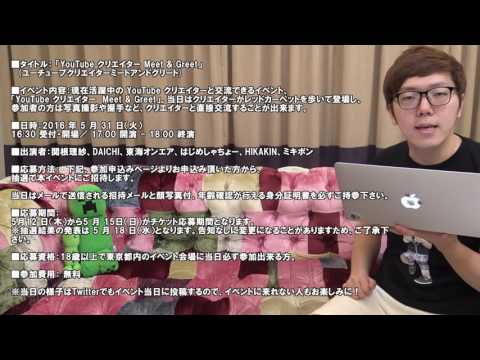 ■タイトル:「YouTube クリエイター Meet & Greet」
(ユーチューブクリエイターミートアンドグリード)
■イベント内容:現在活躍中の YouTube クリエイターと交流できるイベント、
「YouTube クリエイター Meet & Greet」。当日はクリエイターがレッドカーペットを歩いて登場し、
参加者の方は写真撮影や握手など、クリエイターと直接交流することが出来ます。
■日時:2016 年 5 月 31 日(火)
16:30 受付・開場/ 17:00 開演 - 18:00 終演
■出演者:関根理紗、DAICHI、東海オンエア、はじめしゃちょー、HIKAKIN、ミキポン
■応募方法 : 下記、参加申込みページよりお申込み頂いた方から
抽選で本イベントにご招待します。
当日はメールで送信される招待メールと顔写真付、年齢確認が行える身分証明書を必ずご持参下さい。
■応募期間:
5月12日(木)から5 月 15日(日)がチケット応募期間となります。
※抽選結果の発表は 5 月 18 日 (水)となります。告知なしに変更になることがありますため、ご了承下
さい。
■応募資格:18歳以上で東京都内のイベント会場に当日必ず参加出来る方。
■参加費用: 無料
※当日の様子はTwitterでもイベント当日に投稿するので、イベントに来れない人もお楽しみに!